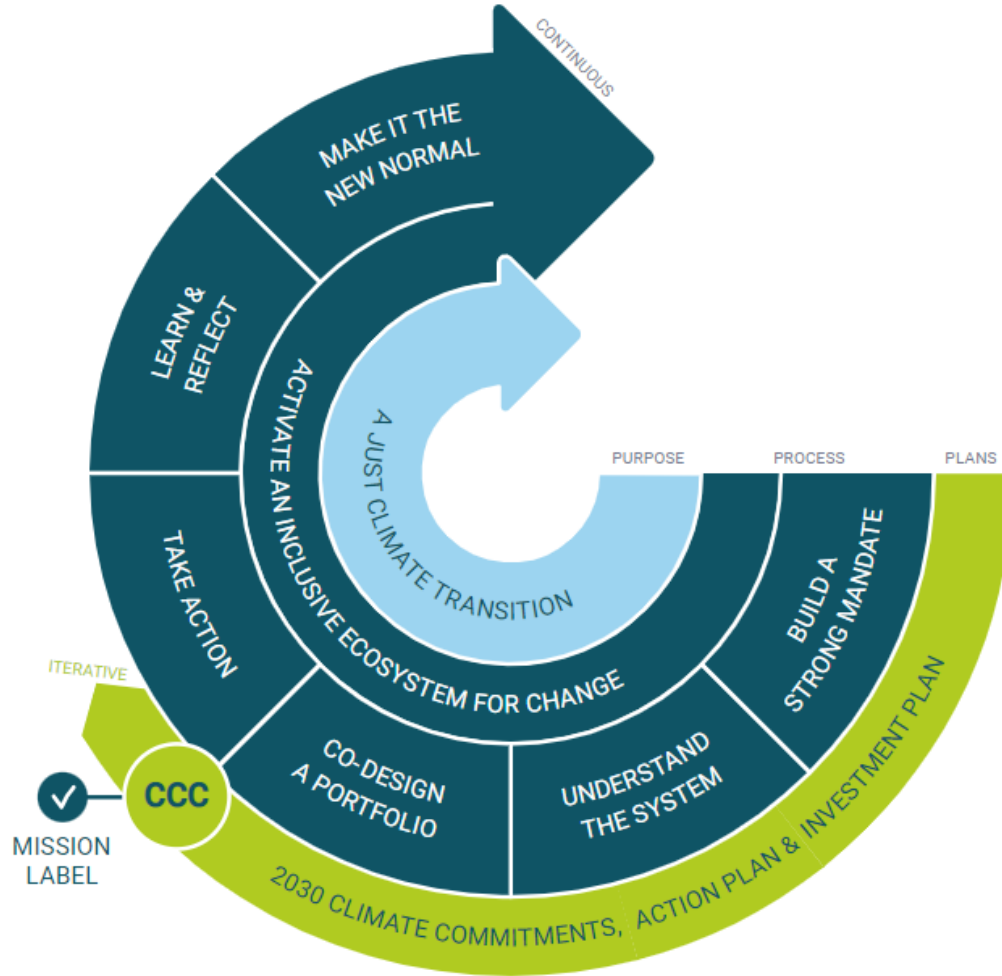 CONTINUOUS
MAKE IT THE
NEW NORMAL
LEARN &
REFLECT
ACTIVATE AN INCLUSIVE ECOSYSTEM FOR CHANGE
A JUST CLIMATE TRANSITION
PURPOSE
PROCESS
PLANS
TAKE ACTION
BUILD A
STRONG MANDATE
ITERATIVE
CO-DESIGN
A PORTFOLIO
UNDERSTAND
THE SYSTEM
CCC
MISSION
LABEL
2030 CLIMATE COMMITMENTS, ACTION PLAN & INVESTMENT PLAN